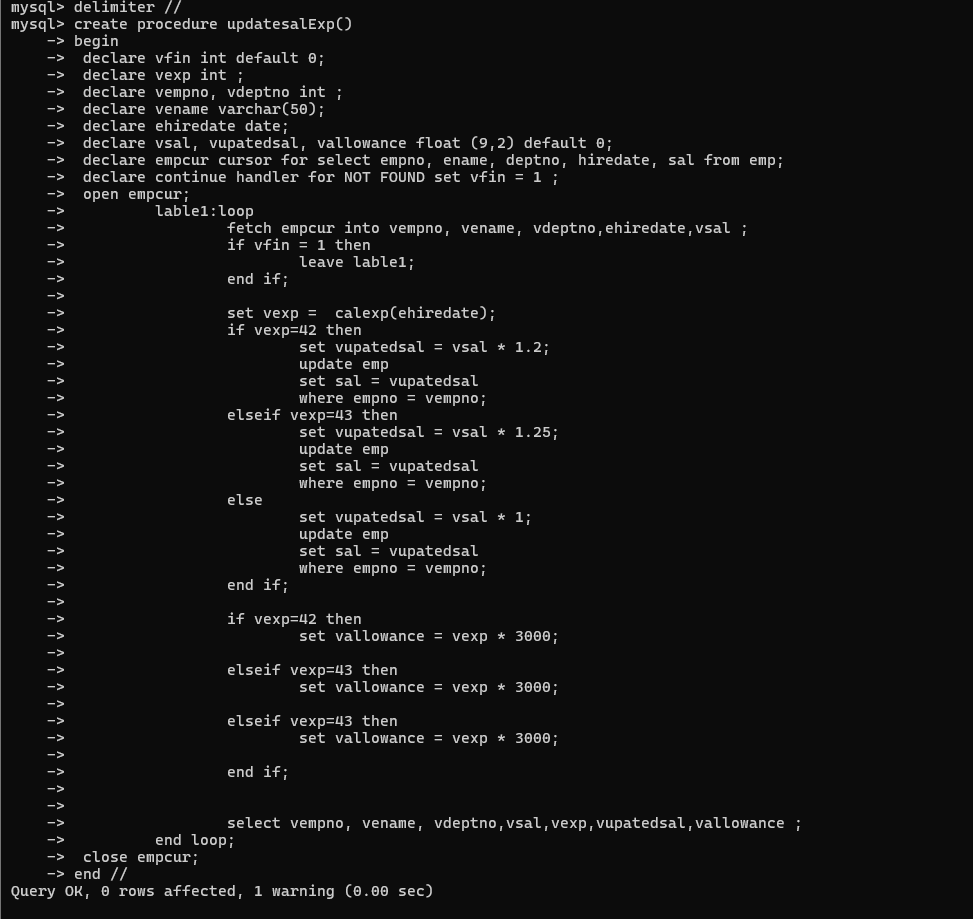 mysql> delimiter //
mysql> create procedure updatesalExp()
    -> begin
    ->  declare vfin int default 0;
    ->  declare vexp int ;
    ->  declare vempno, vdeptno int ;
    ->  declare vename varchar(50);
    ->  declare ehiredate date;
    ->  declare vsal, vupatedsal, vallowance float (9,2) default 0;
    ->  declare empcur cursor for select empno, ename, deptno, hiredate, sal from emp;
    ->  declare continue handler for NOT FOUND set vfin = 1 ;
    ->  open empcur;
    ->          lable1:loop
    ->                  fetch empcur into vempno, vename, vdeptno,ehiredate,vsal ;
    ->                  if vfin = 1 then
    ->                          leave lable1;
    ->                  end if;
    ->
    ->                  set vexp =  calexp(ehiredate);
    ->                  if vexp=42 then
    ->                          set vupatedsal = vsal * 1.2;
    ->                          update emp
    ->                          set sal = vupatedsal
    ->                          where empno = vempno;
    ->                  elseif vexp=43 then
    ->                          set vupatedsal = vsal * 1.25;
    ->                          update emp
    ->                          set sal = vupatedsal
    ->                          where empno = vempno;
    ->                  else
    ->                          set vupatedsal = vsal * 1;
    ->                          update emp
    ->                          set sal = vupatedsal
    ->                          where empno = vempno;
    ->                  end if;
    ->
    ->                  if vexp=42 then
    ->                          set vallowance = vexp * 3000;
    ->
    ->                  elseif vexp=43 then
    ->                          set vallowance = vexp * 3000;
    ->
    ->                  elseif vexp=43 then
    ->                          set vallowance = vexp * 3000;
    ->
    ->                  end if;
    ->
    ->
    ->                  select vempno, vename, vdeptno,vsal,vexp,vupatedsal,vallowance ;
    ->          end loop;
    ->  close empcur;
    -> end //
Query OK, 0 rows affected, 1 warning (0.00 sec)